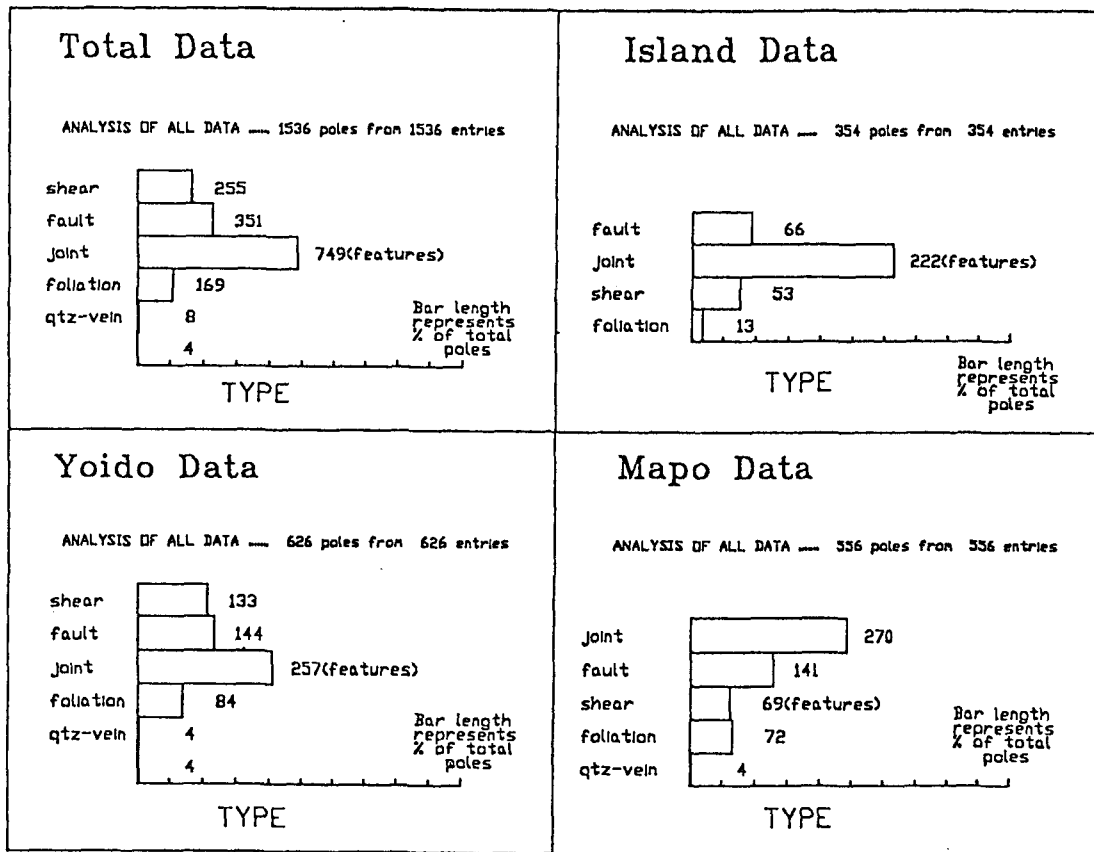 Total Data
ANALYSIS OF ALL DATA ..... 1536 poles from 1536 entries
shear 255
fault 351
joint 749(features)
foliation 169
qtz-vein 8
4
Bar length
represents
% of total
poles
TYPE
Island Data
ANALYSIS OF ALL DATA ..... 354 poles from 354 entries
fault 66
joint 222(features)
shear 53
foliation 13
TYPE
Bar length
represents
% of total
poles
Yoido Data
ANALYSIS OF ALL DATA ..... 626 poles from 626 entries
shear 133
fault 144
joint 257(features)
foliation 84
qtz-vein 4
4
Bar length
represents
% of total
poles
TYPE
Mapo Data
ANALYSIS OF ALL DATA ..... 556 poles from 556 entries
joint 270
fault 141
shear 69(features)
foliation 72
qtz-vein 4
Bar length
represents
% of total
poles
TYPE